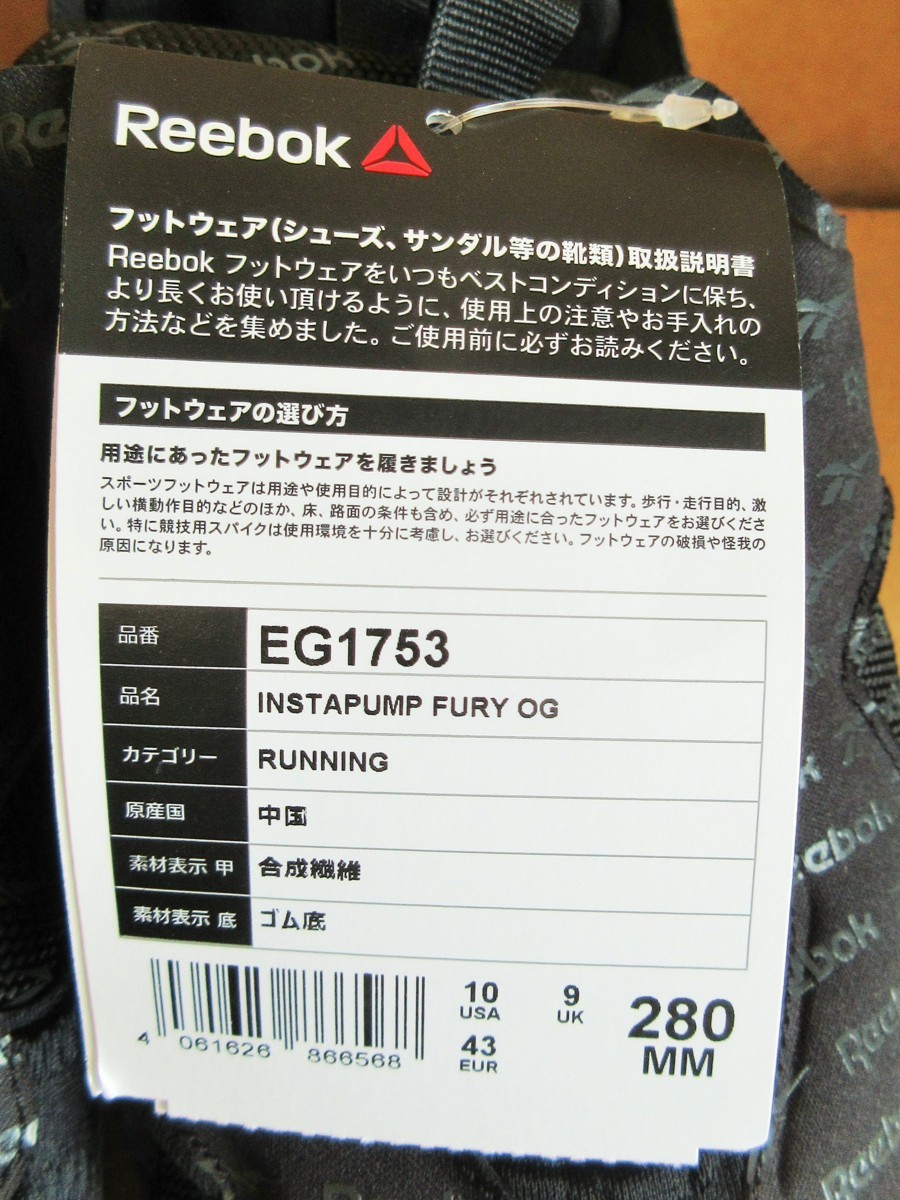 Reebok
フットウェア(シューズ、サンダル等の靴類)取扱説明書
Reebok フットウェアをいつもベストコンディションに保ち、
より長くお使い頂けるように、使用上の注意やお手入れの
方法などを集めました。ご使用前に必ずお読みください。
フットウェアの選び方
用途にあったフットウェアを履きましょう
スポーツフットウェアは用途や使用目的によって設計がそれぞれされています。歩行・走行目的、激
しい横動作目的などのほか、床、路面の条件も含め、必ず用途に合ったフットウェアをお選びくださ
い。特に競技用スパイクは使用環境を十分に考慮し、お選びください。フットウェアの破損や怪我の
原因になります。
品番 EG1753
品名 INSTAPUMP FURY OG
カテゴリー RUNNING
原産国 中国
素材表示 甲 合成繊維
素材表示 底 ゴム底
4 061626 866568
10 USA
9 UK
43 EUR
280 MM
Reebok
Reebok
Reebok